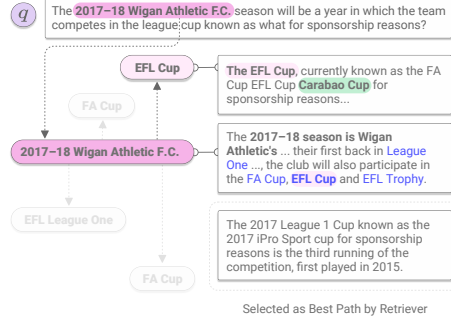 q
The 2017–18 Wigan Athletic F.C. season will be a year in which the team
competes in the league cup known as what for sponsorship reasons?
EFL Cup
The EFL Cup, currently known as the FA
Cup EFL Cup Carabao Cup for
sponsorship reasons...
FA Cup
2017–18 Wigan Athletic F.C.
The 2017–18 season is Wigan
Athletic's ... their first back in League
One ..., the club will also participate in
the FA Cup, EFL Cup and EFL Trophy.
EFL League One
FA Cup
The 2017 League 1 Cup known as the
2017 iPro Sport cup for sponsorship
reasons is the third running of the
competition, first played in 2015.
Selected as Best Path by Retriever